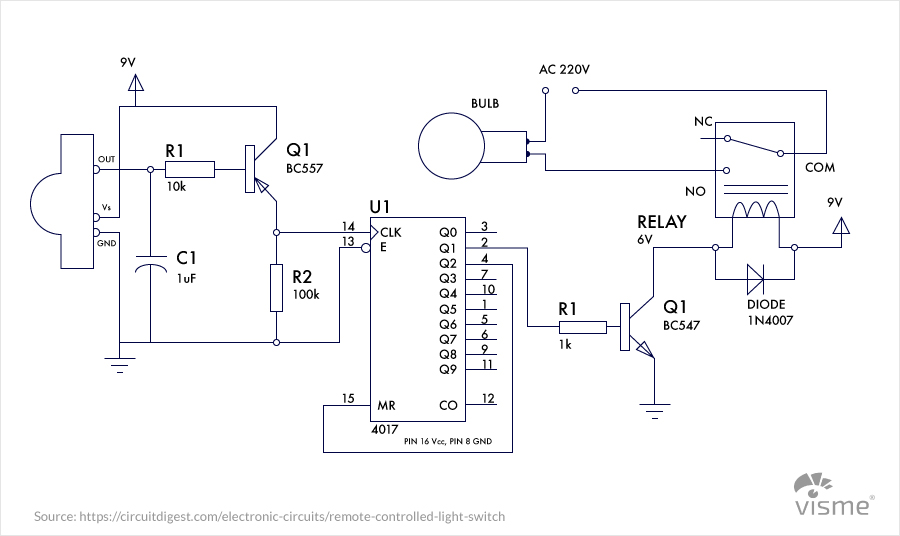 9V
AC 220V
BULB
NC
COM
NO
9V
OUT
R1
10k
Q1
BC557
Vs
GND
C1
1uF
R2
100k
U1
14
CLK
13
E
Q0
3
Q1
2
Q2
4
Q3
7
Q4
10
Q5
1
Q6
5
Q7
6
Q8
9
Q9
11
15
MR
CO
12
4017
PIN 16 Vcc, PIN 8 GND
RELAY
6V
R1
1k
Q1
BC547
DIODE
1N4007
Source: https://circuitdigest.com/electronic-circuits/remote-controlled-light-switch
visme®